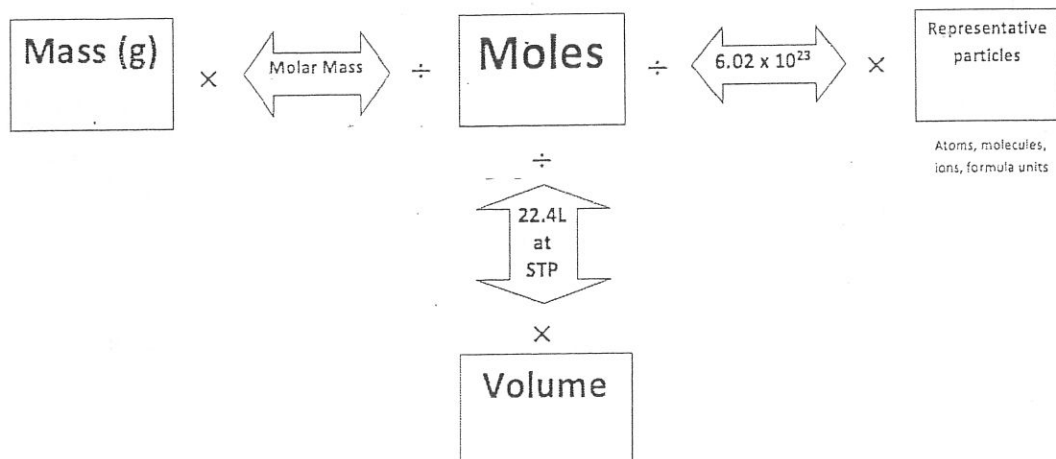 Mass (g)
×
Molar Mass
÷
Moles
÷
6.02 x 10²³
×
Representative
particles
Atoms, molecules,
ions, formula units
÷
22.4L
at
STP
×
Volume